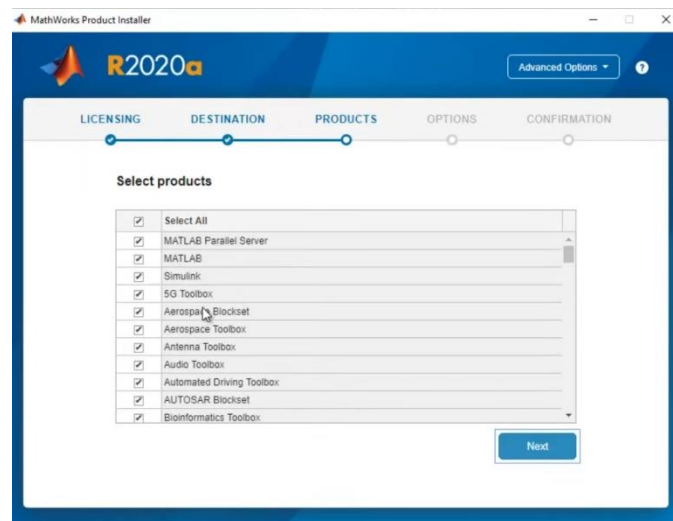 MathWorks Product Installer
R2020a
Advanced Options
?
LICENSING DESTINATION PRODUCTS OPTIONS CONFIRMATION
Select products
Select All
MATLAB Parallel Server
MATLAB
Simulink
5G Toolbox
Aerospace Blockset
Aerospace Toolbox
Antenna Toolbox
Audio Toolbox
Automated Driving Toolbox
AUTOSAR Blockset
Bioinformatics Toolbox
Next